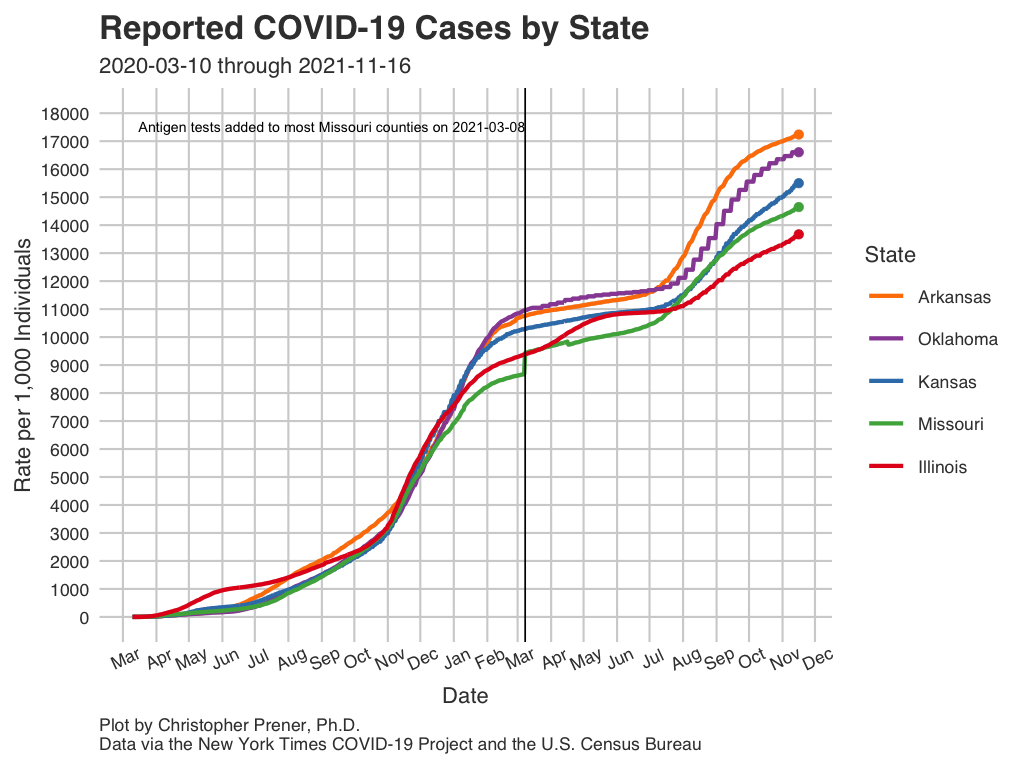 Reported COVID-19 Cases by State
2020-03-10 through 2021-11-16
Antigen tests added to most Missouri counties on 2021-03-08
Rate per 1,000 Individuals
18000
17000
16000
15000
14000
13000
12000
11000
10000
9000
8000
7000
6000
5000
4000
3000
2000
1000
0
Mar Apr May Jun Jul Aug Sep Oct Nov Dec Jan Feb Mar Apr May Jun Jul Aug Sep Oct Nov Dec
Date
State
Arkansas
Oklahoma
Kansas
Missouri
Illinois
Plot by Christopher Prener, Ph.D.
Data via the New York Times COVID-19 Project and the U.S. Census Bureau